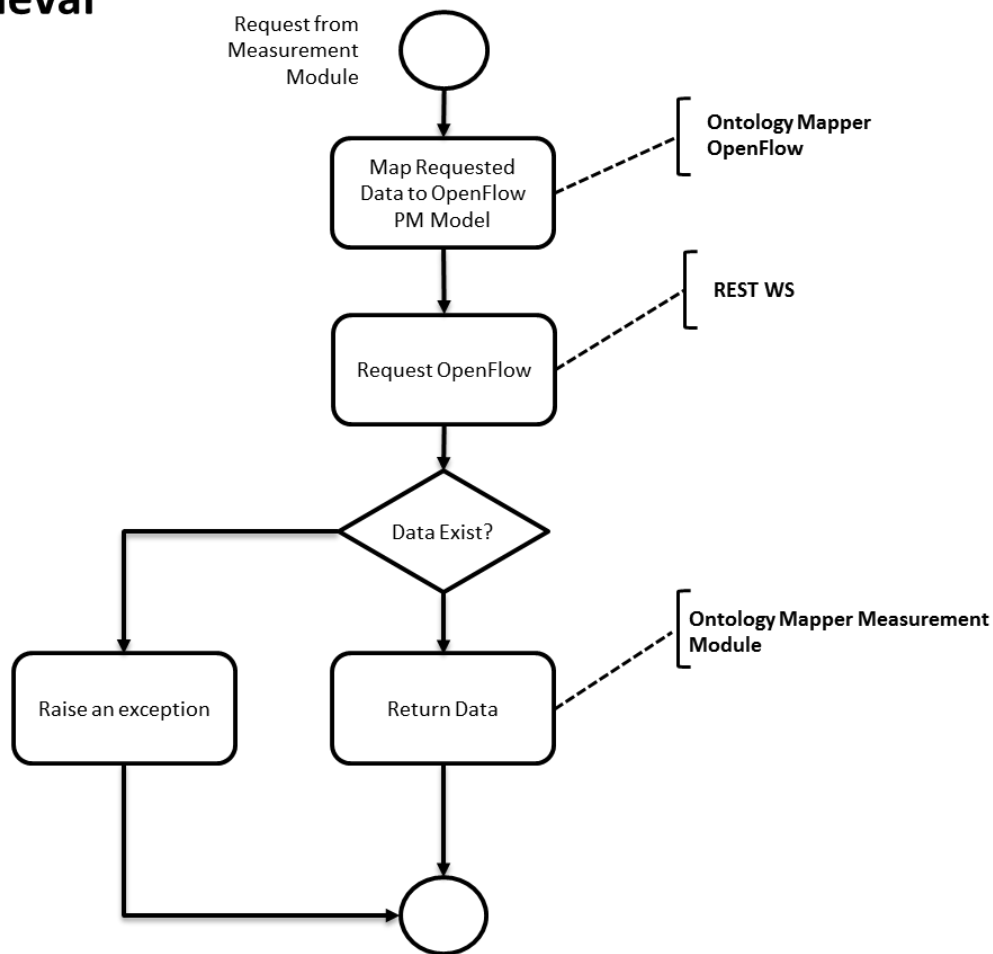 Request from
Measurement
Module
Map Requested
Data to OpenFlow
PM Model
Ontology Mapper
OpenFlow
Request OpenFlow
REST WS
Data Exist?
Raise an exception
Return Data
Ontology Mapper Measurement
Module